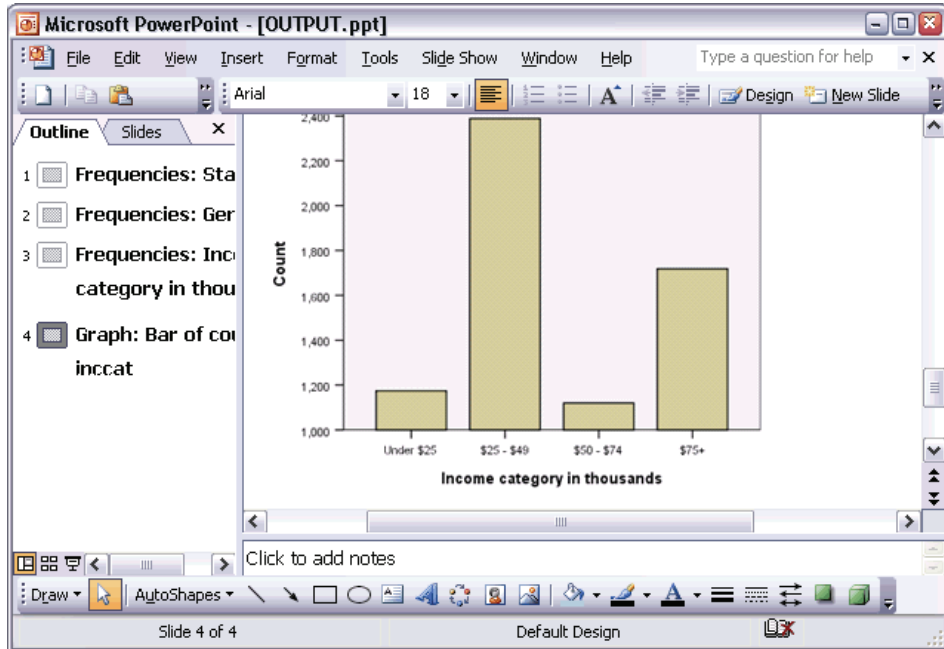 Microsoft PowerPoint - [OUTPUT.ppt]
File Edit View Insert Format Tools Slide Show Window Help Type a question for help
Arial 18 Design New Slide
Outline Slides
1 Frequencies: Sta
2 Frequencies: Ger
3 Frequencies: Inc
category in thou
4 Graph: Bar of cou
inccat
2,400
2,200
2,000
1,800
1,600
1,400
1,200
1,000
Count
Under $25 $25 - $49 $50 - $74 $75+
Income category in thousands
Click to add notes
Draw AutoShapes
Slide 4 of 4 Default Design